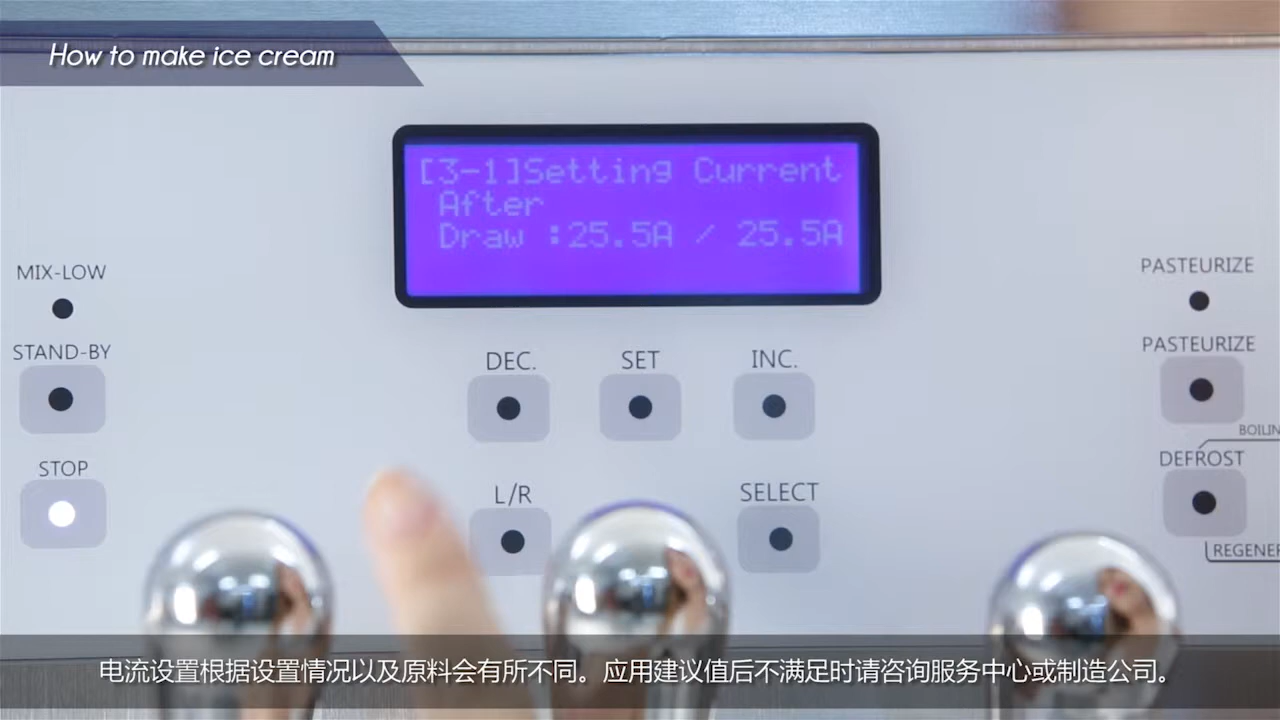 How to make ice cream
[3-1]Setting Current
After
Draw :25.5A / 25.5A
MIX-LOW
STAND-BY
STOP
DEC.
SET
INC.
L/R
SELECT
PASTEURIZE
PASTEURIZE
BOILIN
DEFROST
REGENER
电流设置根据设置情况以及原料会有所不同。应用建议值后不满足时请咨询服务中心或制造公司。